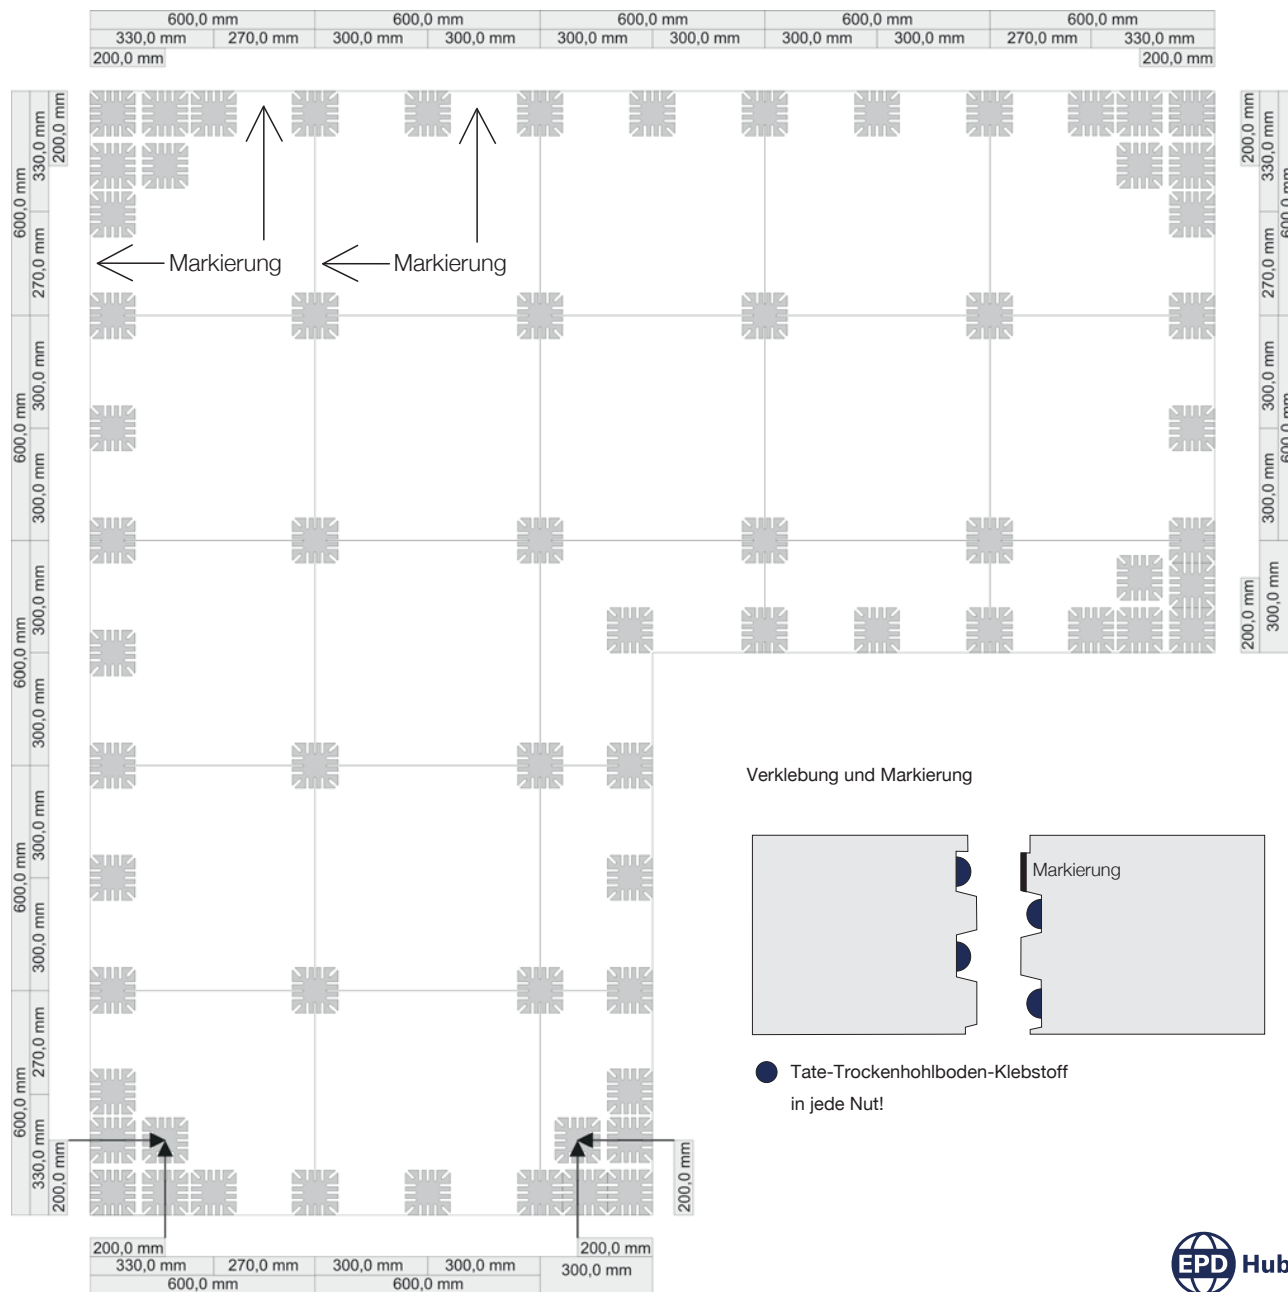 600,0 mm 600,0 mm 600,0 mm 600,0 mm 600,0 mm
330,0 mm 270,0 mm 300,0 mm 300,0 mm 300,0 mm 300,0 mm 300,0 mm 300,0 mm 270,0 mm 330,0 mm
200,0 mm 200,0 mm
600,0 mm
600,0 mm
600,0 mm
600,0 mm
600,0 mm
330,0 mm
270,0 mm
300,0 mm
300,0 mm
300,0 mm
300,0 mm
300,0 mm
300,0 mm
270,0 mm
330,0 mm
200,0 mm
200,0 mm
Markierung Markierung
200,0 mm
200,0 mm
330,0 mm
270,0 mm
300,0 mm
300,0 mm
300,0 mm
600,0 mm
600,0 mm
Verklebung und Markierung
Markierung
Tate-Trockenhohlboden-Klebstoff
in jede Nut!
200,0 mm
200,0 mm 200,0 mm
330,0 mm 270,0 mm 300,0 mm 300,0 mm 300,0 mm
600,0 mm 600,0 mm
EPD Hub